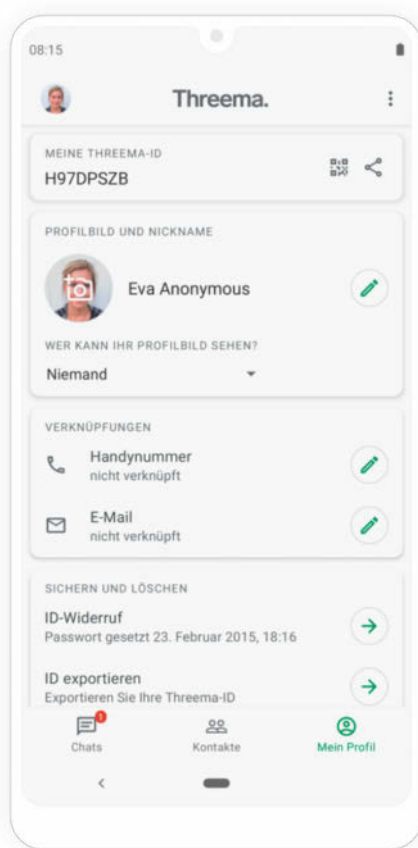 08:15
Threema.
MEINE THREEMA-ID
H97DPSZB
PROFILBILD UND NICKNAME
Eva Anonymous
WER KANN IHR PROFILBILD SEHEN?
Niemand
VERKNÜPFUNGEN
Handynummer
nicht verknüpft
E-Mail
nicht verknüpft
SICHERN UND LÖSCHEN
ID-Widerruf
Passwort gesetzt 23. Februar 2015, 18:16
ID exportieren
Exportieren Sie Ihre Threema-ID
1
Chats
Kontakte
Mein Profil